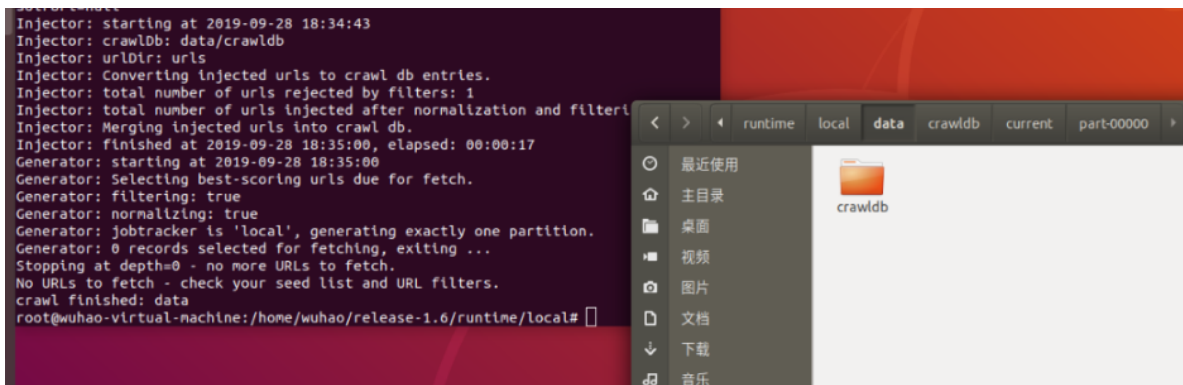 Injector: starting at 2019-09-28 18:34:43
Injector: crawlDb: data/crawldb
Injector: urlDir: urls
Injector: Converting injected urls to crawl db entries.
Injector: total number of urls rejected by filters: 1
Injector: total number of urls injected after normalization and filteri
Injector: Merging injected urls into crawl db.
Injector: finished at 2019-09-28 18:35:00, elapsed: 00:00:17
Generator: starting at 2019-09-28 18:35:00
Generator: Selecting best-scoring urls due for fetch.
Generator: filtering: true
Generator: normalizing: true
Generator: jobtracker is 'local', generating exactly one partition.
Generator: 0 records selected for fetching, exiting ...
Stopping at depth=0 - no more URLs to fetch.
No URLs to fetch - check your seed list and URL filters.
crawl finished: data
root@wuhao-virtual-machine:/home/wuhao/release-1.6/runtime/local#
runtime local data crawldb current part-00000
最近使用
主目录
桌面
视频
图片
文档
下载
音乐
crawldb